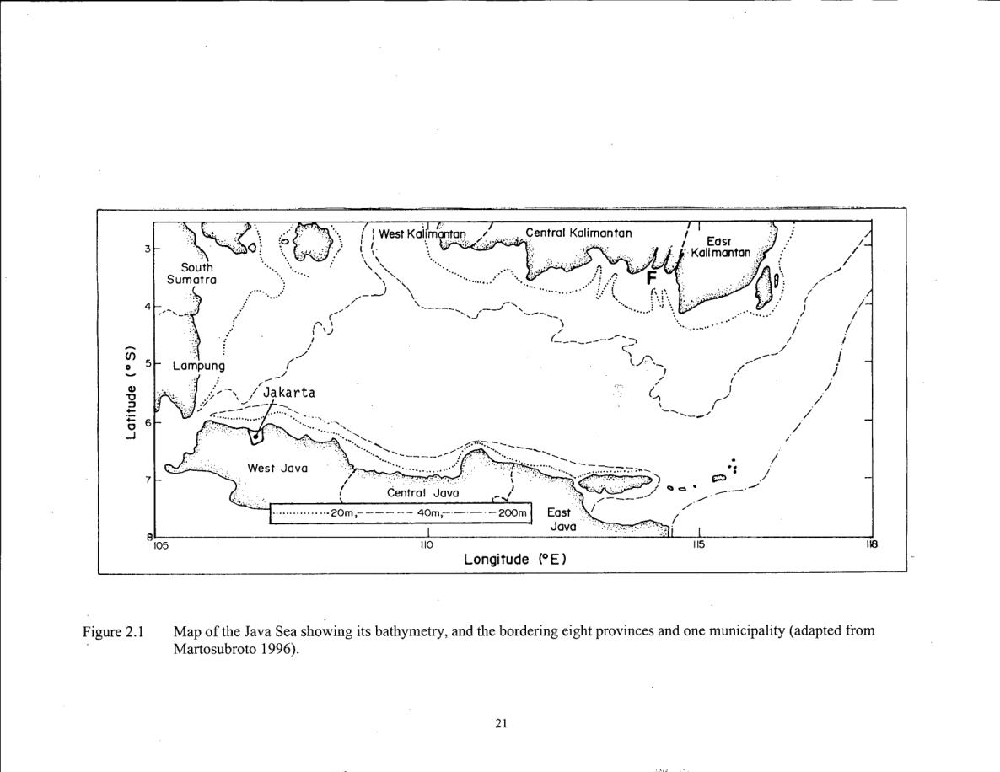 West Kalimantan
Central Kalimantan
East
Kalimantan
3
South
Sumatra
F
4
Latitude (°S)
5
Lampung
Jakarta
6
West Java
7
Central Java
20m, 40m, 200m
East
Java
8
105
110
115
118
Longitude (°E)
Figure 2.1 Map of the Java Sea showing its bathymetry, and the bordering eight provinces and one municipality (adapted from
Martosubroto 1996).
21